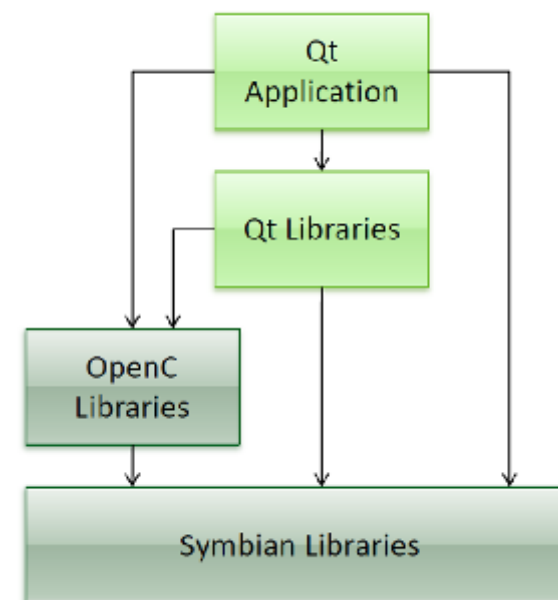 Qt
Application
Qt Libraries
OpenC
Libraries
Symbian Libraries